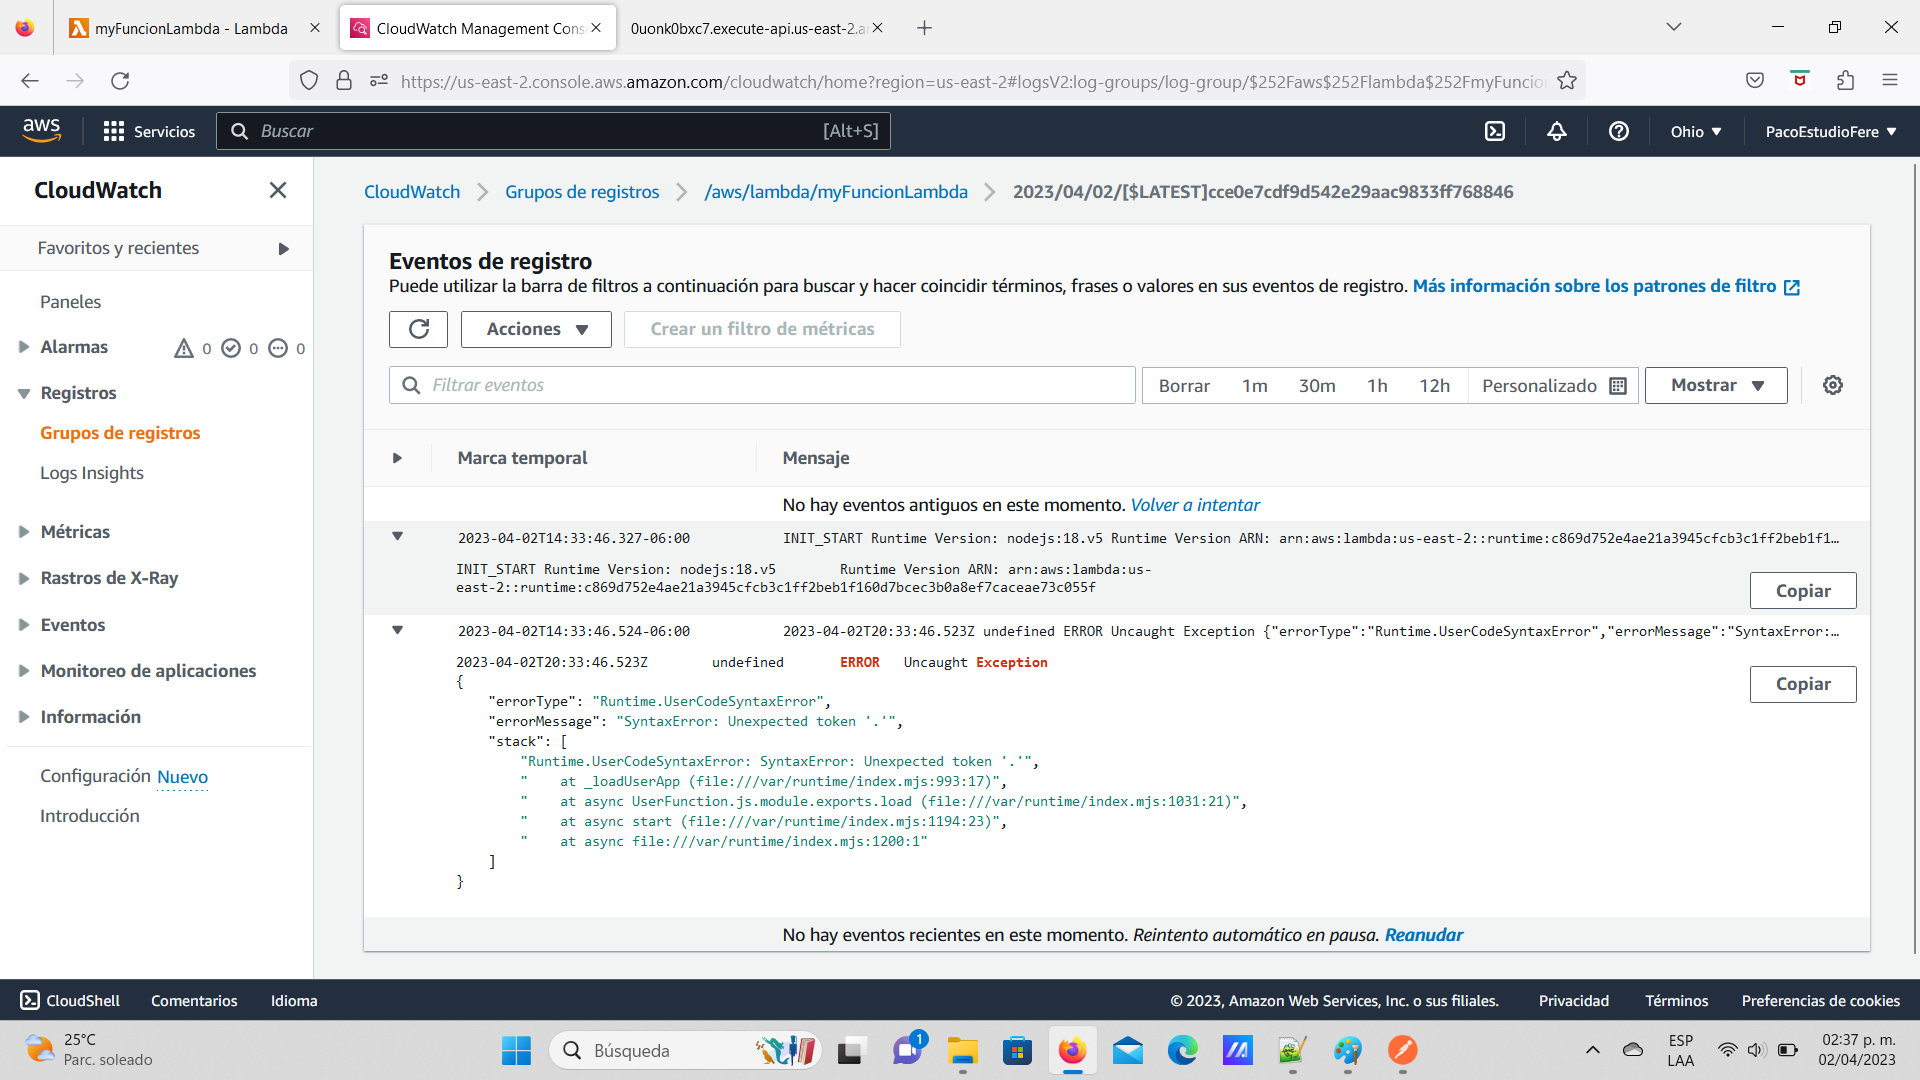 myFuncionLambda - Lambda
CloudWatch Management Cons
0uonk0bxc7.execute-api.us-east-2.a
https://us-east-2.console.aws.amazon.com/cloudwatch/home?region=us-east-2#logsV2:log-groups/log-group/$252Faws$252Flambda$252FmyFuncio
aws
Servicios
Buscar
[Alt+S]
Ohio
PacoEstudioFere
CloudWatch
Favoritos y recientes
Paneles
Alarmas 0 0 0
Registros
Grupos de registros
Logs Insights
Métricas
Rastros de X-Ray
Eventos
Monitoreo de aplicaciones
Información
Configuración Nuevo
Introducción
CloudWatch
Grupos de registros
/aws/lambda/myFuncionLambda
2023/04/02/[$LATEST]cce0e7cdf9d542e29aac9833ff768846
Eventos de registro
Puede utilizar la barra de filtros a continuación para buscar y hacer coincidir términos, frases o valores en sus eventos de registro. Más información sobre los patrones de filtro
Acciones
Crear un filtro de métricas
Filtrar eventos
Borrar 1m 30m 1h 12h Personalizado
Mostrar
Marca temporal
Mensaje
No hay eventos antiguos en este momento. Volver a intentar
2023-04-02T14:33:46.327-06:00
INIT_START Runtime Version: nodejs:18.v5 Runtime Version ARN: arn:aws:lambda:us-east-2::runtime:c869d752e4ae21a3945cfcb3c1ff2beb1f1…
INIT_START Runtime Version: nodejs:18.v5 Runtime Version ARN: arn:aws:lambda:us-
east-2::runtime:c869d752e4ae21a3945cfcb3c1ff2beb1f160d7bcec3b0a8ef7caceae73c055f
Copiar
2023-04-02T14:33:46.524-06:00
2023-04-02T20:33:46.523Z undefined ERROR Uncaught Exception {"errorType":"Runtime.UserCodeSyntaxError","errorMessage":"SyntaxError:…
2023-04-02T20:33:46.523Z undefined ERROR Uncaught Exception
Copiar
{
"errorType": "Runtime.UserCodeSyntaxError",
"errorMessage": "SyntaxError: Unexpected token '.'",
"stack": [
"Runtime.UserCodeSyntaxError: SyntaxError: Unexpected token '.'",
" at _loadUserApp (file:///var/runtime/index.mjs:993:17)",
" at async UserFunction.js.module.exports.load (file:///var/runtime/index.mjs:1031:21)",
" at async start (file:///var/runtime/index.mjs:1194:23)",
" at async file:///var/runtime/index.mjs:1200:1"
]
}
No hay eventos recientes en este momento. Reintento automático en pausa. Reanudar
CloudShell
Comentarios
Idioma
© 2023, Amazon Web Services, Inc. o sus filiales.
Privacidad
Términos
Preferencias de cookies
25°C
Parc. soleado
Búsqueda
1
ESP
LAA
02:37 p. m.
02/04/2023